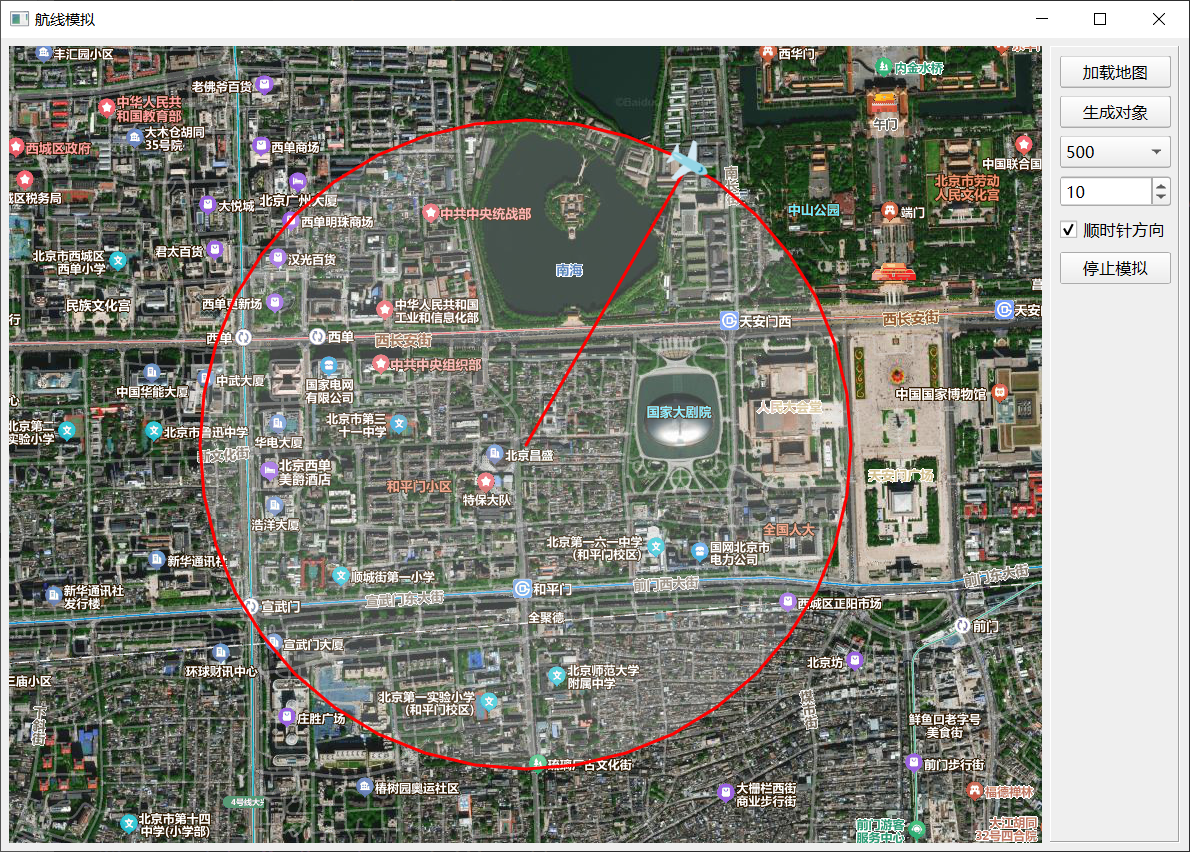 航线模拟
丰汇园小区
西华门
内金水桥
老佛爷百货
©Baidu
加载地图
中华人民共
和国教育部
大木仓胡同
35号院
午门
生成对象
西城区政府
西单商场
中国联合国
500
区税务局
北京广州大厦
南长街
北京市劳动
人民文化宫
10
大悦城
西单明珠商场
中共中央统战部
中山公园
端门
顺时针方向
君太百货
汉光百货
北京市西城区
西单小学
南海
停止模拟
民族文化宫
西单更新场
中华人民共和国
工业和信息化部
行
天安门西
西长安街
天安门
西单
西单
西长安街
中共中央组织部
中武大厦
国家电网
有限公司
中国华能大厦
中国国家博物馆
心
国家大剧院
人民大会堂
北京第二
实验小学
北京市鲁迅中学
北京市第三
十一中学
华电大厦
新文化街
北京昌盛
北京西单
美爵酒店
和平门小区
特保大队
天安门广场
浩洋大厦
全国人大
北京第一六一中学
(和平门校区)
国网北京市
电力公司
新华通讯社
顺城街第一小学
前门东大街
新华通讯社
发行楼
宣武门
宣武门东大街
和平门
前门西大街
西城区正阳市场
全聚德
前门
宣武门大厦
环球财讯中心
北京坊
三庙小区
北京师范大学
附属中学
北京第一实验小学
(和平门校区)
庄胜广场
鲜鱼口老字号
美食街
琉璃厂古文化街
前门步行街
椿树园奥运社区
大栅栏西街
商业步行街
福德禅林
4号线大兴
北京市第十四
中学(小学部)
前门游客
服务中心
大江胡同
32号四合院